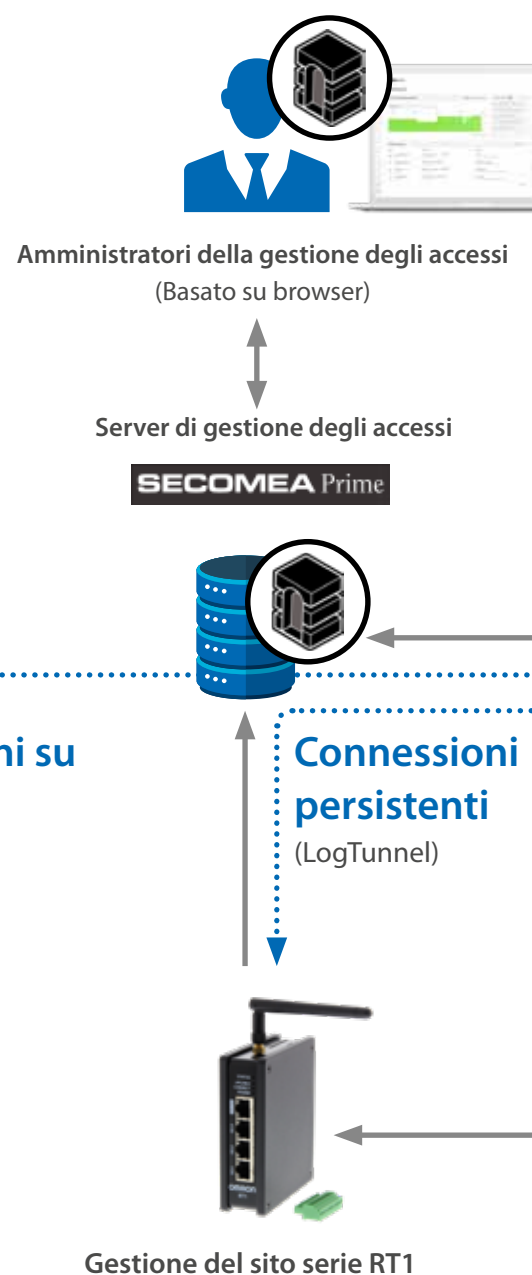 Amministratori della gestione degli accessi
(Basato su browser)
Server di gestione degli accessi
SECOMEA Prime
ni su
Connessioni
persistenti
(LogTunnel)
OMRON
Gestione del sito serie RT1